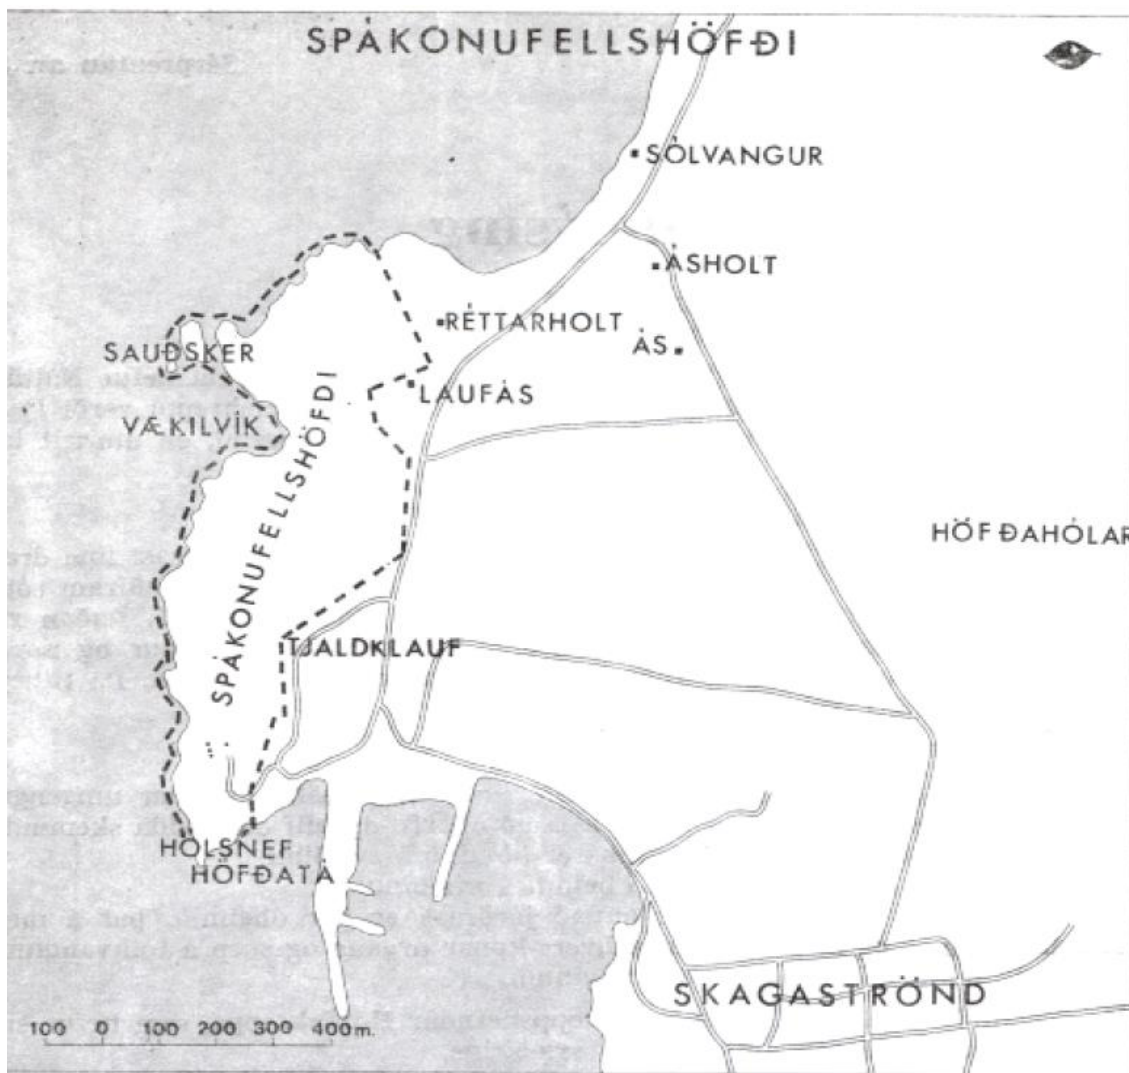 SPÁKONUFELLSHÖFÐI
SÓLVANGUR
ÁSHOLT
RÉTTARHOLT
ÁS
SAUÐSKER
LAUFÁS
VÆKILVÍK
SPÁKONUFELLSHÖFÐI
HÖFÐAHÓLAR
TJALDKLAUF
HÓLSNEF
HÖFÐATÁ
SKAGASTRÖND
100 0 100 200 300 400 m.